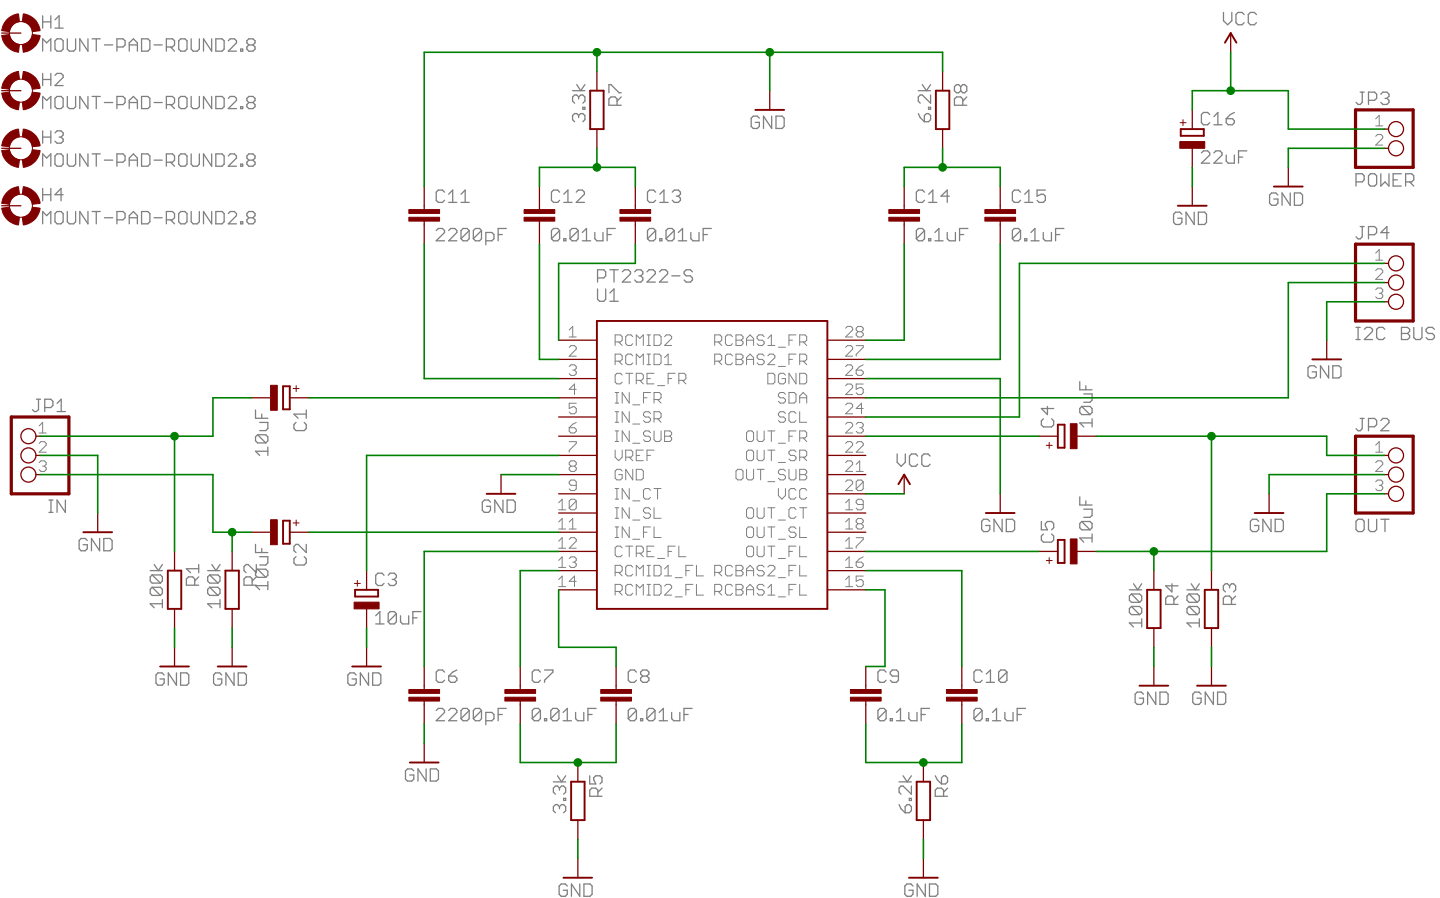 H1
MOUNT-PAD-ROUND2.8
H2
MOUNT-PAD-ROUND2.8
H3
MOUNT-PAD-ROUND2.8
H4
MOUNT-PAD-ROUND2.8
VCC
3.3k
R7
GND
6.2k
R8
+
C16
22uF
GND
JP3
1
2
POWER
GND
C11
2200pF
C12
0.01uF
C13
0.01uF
C14
0.1uF
C15
0.1uF
JP4
1
2
3
I2C BUS
GND
PT2322-S
U1
1 RCMID2 RCBAS1_FR 28
2 RCMID1 RCBAS2_FR 27
3 CTRE_FR DGND 26
4 IN_FR SDA 25
5 IN_SR SCL 24
6 IN_SUB OUT_FR 23
7 VREF OUT_SR 22
8 GND OUT_SUB 21
9 IN_CT VCC 20
10 IN_SL OUT_CT 19
11 IN_FL OUT_SL 18
12 CTRE_FL OUT_FL 17
13 RCMID1_FL RCBAS2_FL 16
14 RCMID2_FL RCBAS1_FL 15
JP1
1
2
3
IN
GND
+
10uF
C1
+
10uF
C2
100k
R1
GND
100k
R2
GND
+
C3
10uF
GND
GND
VCC
GND
C4
+
10uF
C5
+
10uF
JP2
1
2
3
OUT
GND
100k
R4
GND
100k
R3
GND
C6
2200pF
GND
C7
0.01uF
C8
0.01uF
3.3k
R5
GND
C9
0.1uF
C10
0.1uF
6.2k
R6
GND